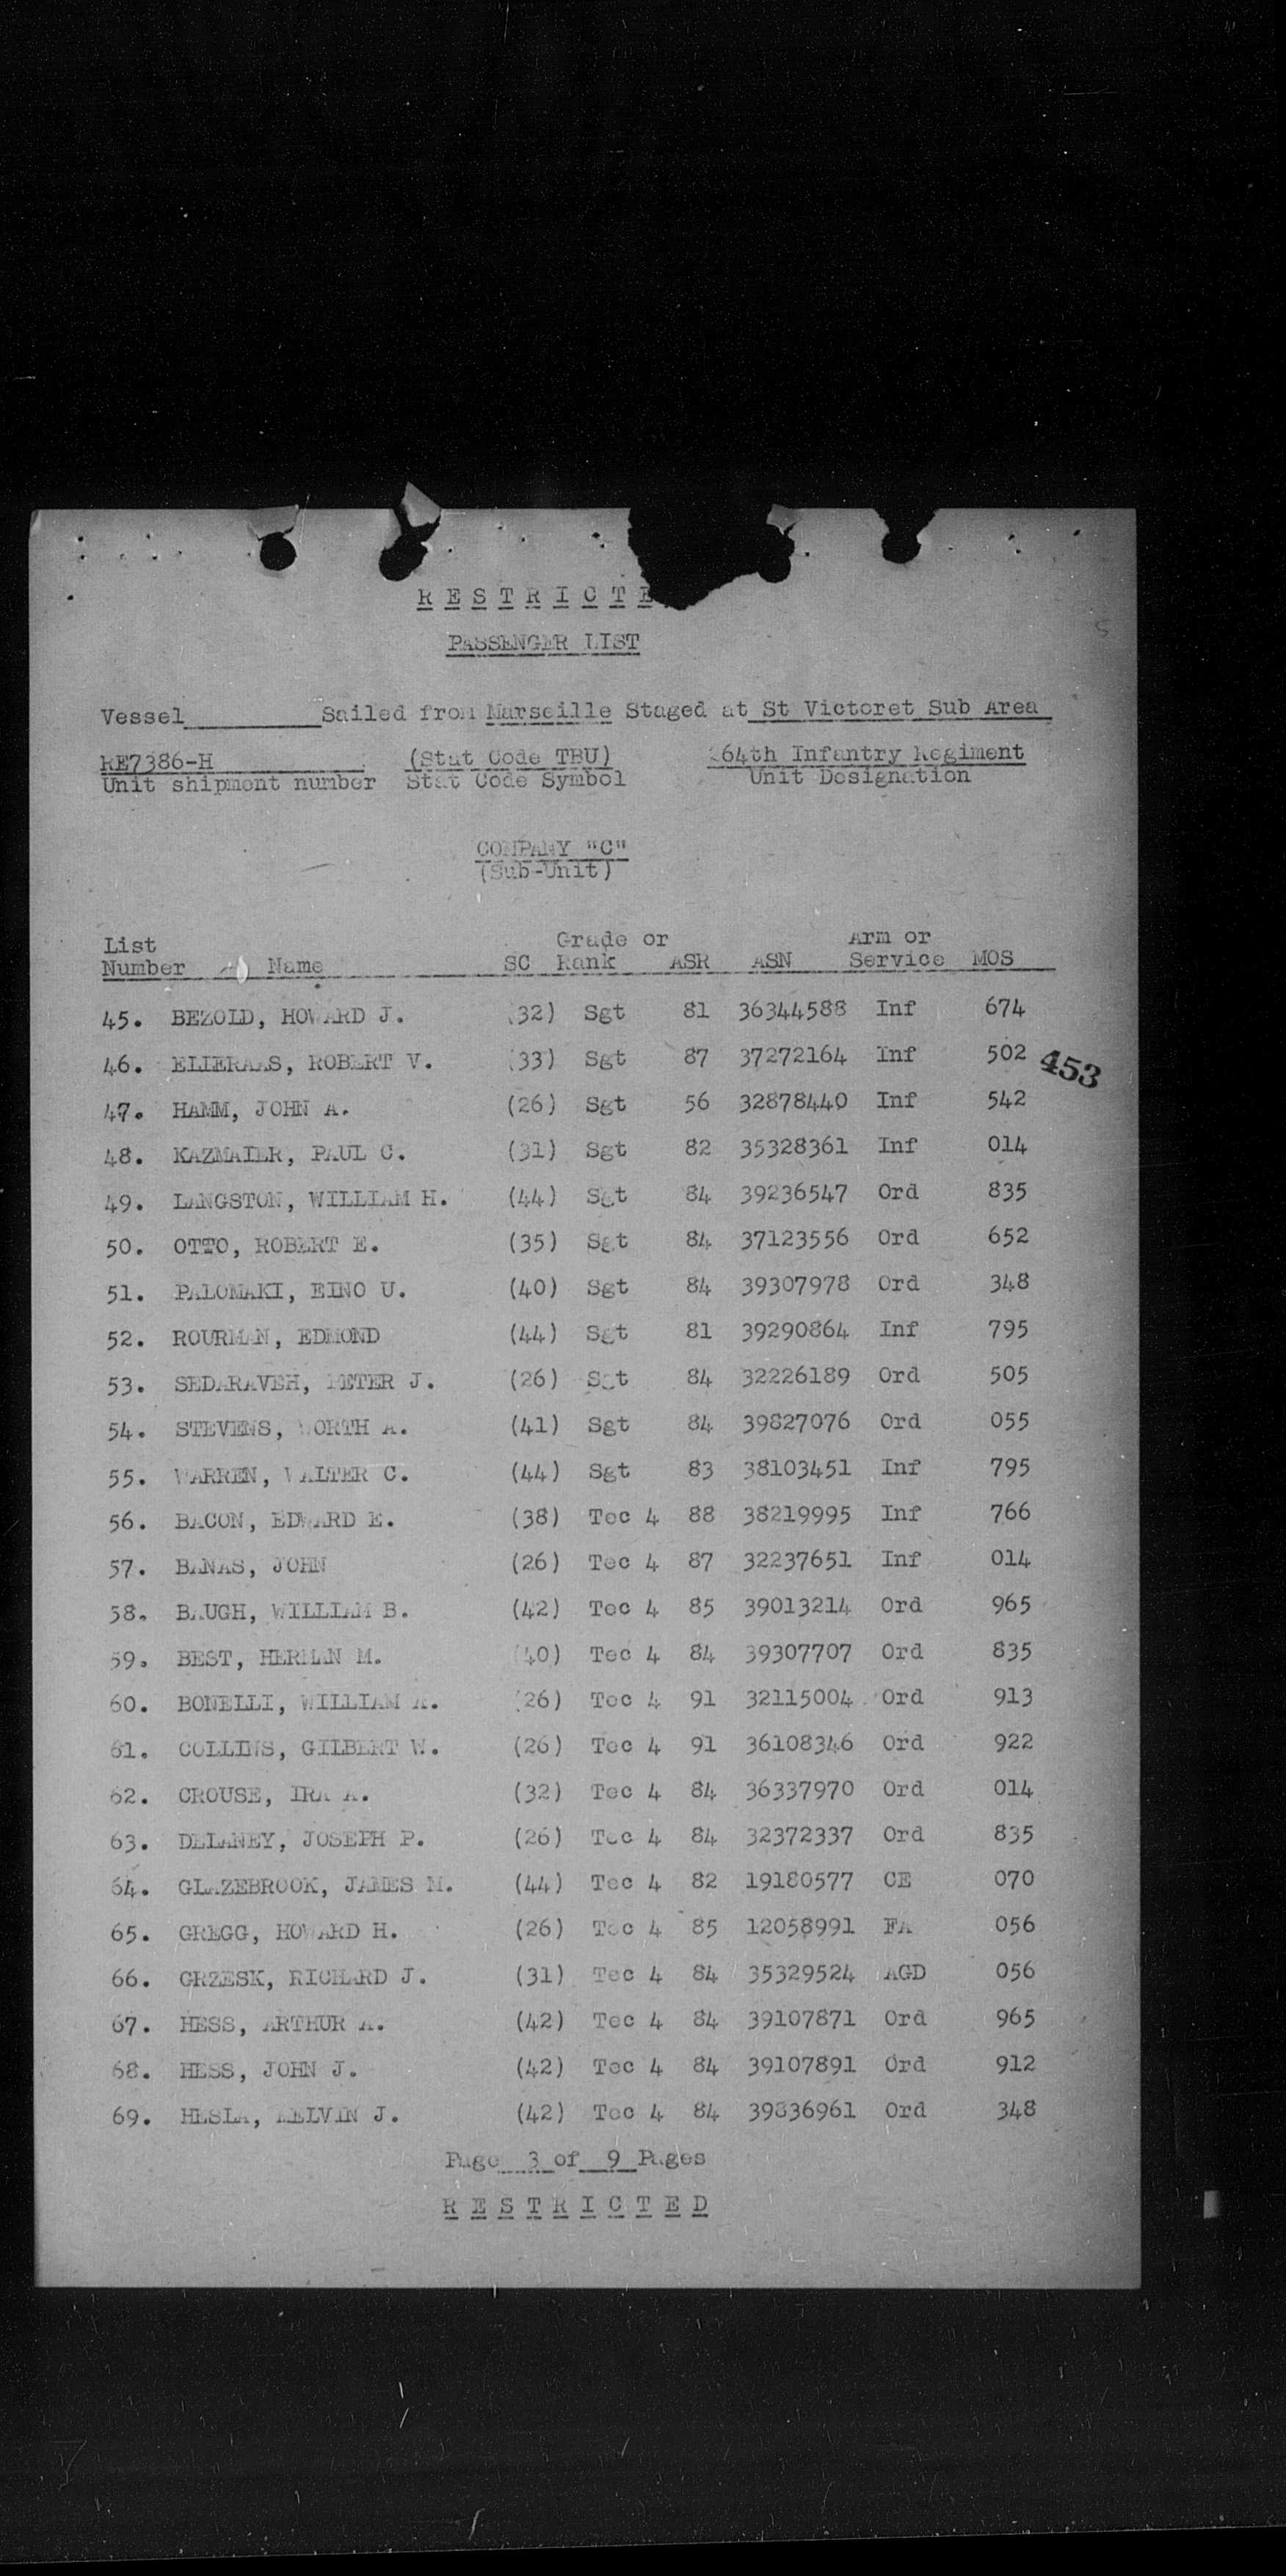 RESTRICTE
PASSENGER LIST
Vessel Sailed from Marseille Staged at St Victoret Sub Area
RE7386-H (Stat Code TBU) 264th Infantry Regiment
Unit shipment number Stat Code Symbol Unit Designation
COMPANY "C"
(Sub-Unit)
List Grade or Arm or
Number Name SC Rank ASR ASN Service MOS
45. BEZOLD, HOWARD J. (32) Sgt 81 36344588 Inf 674
46. ELIERAAS, ROBERT V. (33) Sgt 87 37272164 Inf 502
453
47. HAMM, JOHN A. (26) Sgt 56 32878440 Inf 542
48. KAZMAIER, PAUL C. (31) Sgt 82 35328361 Inf 014
49. LANGSTON, WILLIAM H. (44) Sgt 84 39236547 Ord 835
50. OTTO, ROBERT E. (35) Sgt 84 37123556 Ord 652
51. PALOMAKI, EINO U. (40) Sgt 84 39307978 Ord 348
52. ROURMAN, EDMOND (44) Sgt 81 39290864 Inf 795
53. SEDARAVEH, PETER J. (26) Sgt 84 32226189 Ord 505
54. STEVENS, WORTH A. (41) Sgt 84 39827076 Ord 055
55. WARREN, WALTER C. (44) Sgt 83 38103451 Inf 795
56. BACON, EDWARD E. (38) Tec 4 88 38219995 Inf 766
57. BANAS, JOHN (26) Tec 4 87 32237651 Inf 014
58. BAUGH, WILLIAM B. (42) Tec 4 85 39013214 Ord 965
59. BEST, HERMAN M. (40) Tec 4 84 39307707 Ord 835
60. BONELLI, WILLIAM A. (26) Tec 4 91 32115004 Ord 913
61. COLLINS, GILBERT W. (26) Tec 4 91 36108346 Ord 922
62. CROUSE, IRA A. (32) Tec 4 84 36337970 Ord 014
63. DELANEY, JOSEPH P. (26) Tec 4 84 32372337 Ord 835
64. GLAZEBROOK, JAMES M. (44) Tec 4 82 19180577 CE 070
65. GREGG, HOWARD H. (26) Tec 4 85 12058991 FA 056
66. GRZESK, RICHARD J. (31) Tec 4 84 35329524 AGD 056
67. HESS, ARTHUR A. (42) Tec 4 84 39107871 Ord 965
68. HESS, JOHN J. (42) Tec 4 84 39107891 Ord 912
69. HESLA, MELVIN J. (42) Tec 4 84 39836961 Ord 348
Page 3 of 9 Pages
RESTRICTED